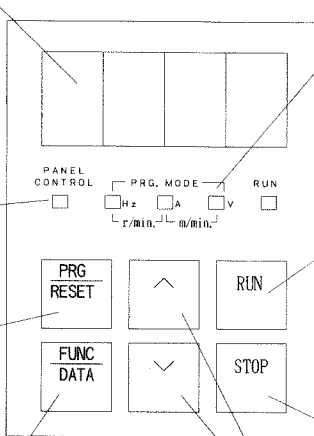 PANEL
CONTROL
PRG. MODE
RUN
Hz
A
V
r/min.
m/min.
PRG
RESET
RUN
FUNC
DATA
STOP